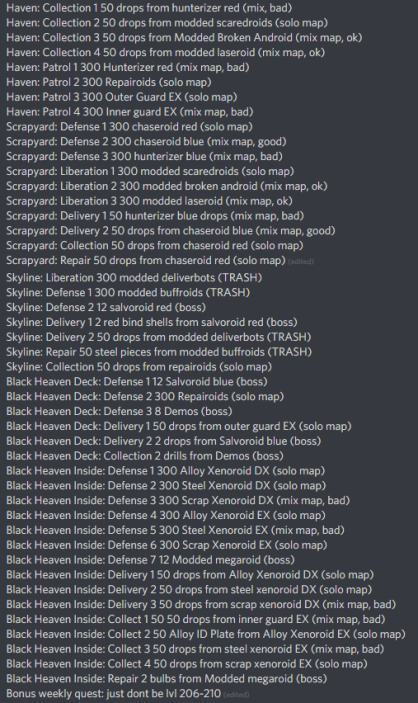 Haven: Collection 1 50 drops from hunterizer red (mix, bad)
Haven: Collection 2 50 drops from modded scaredroids (solo map)
Haven: Collection 3 50 drops from Modded Broken Android (mix map, ok)
Haven: Collection 4 50 drops from modded laseroid (mix map, ok)
Haven: Patrol 1 300 Hunterizer red (mix map, bad)
Haven: Patrol 2 300 Repairoids (solo map)
Haven: Patrol 3 300 Outer Guard EX (solo map)
Haven: Patrol 4 300 Inner guard EX (mix map, bad)
Scrapyard: Defense 1 300 chaseroid red (solo map)
Scrapyard: Defense 2 300 chaseroid blue (mix map, good)
Scrapyard: Defense 3 300 hunterizer blue (mix map, bad)
Scrapyard: Liberation 1 300 modded scaredroids (solo map)
Scrapyard: Liberation 2 300 modded broken android (mix map, ok)
Scrapyard: Liberation 3 300 modded laseroid (mix map, ok)
Scrapyard: Delivery 1 50 hunterizer blue drops (mix map, bad)
Scrapyard: Delivery 2 50 drops from chaseroid blue (mix map, good)
Scrapyard: Collection 50 drops from chaseroid red (solo map)
Scrapyard: Repair 50 drops from chaseroid red (solo map) (edited)
Skyline: Liberation 300 modded deliverbots (TRASH)
Skyline: Defense 1 300 modded buffroids (TRASH)
Skyline: Defense 2 12 salvoroid red (boss)
Skyline: Delivery 1 2 red bind shells from salvoroid red (boss)
Skyline: Delivery 2 50 drops from modded deliverbots (TRASH)
Skyline: Repair 50 steel pieces from modded buffroids (TRASH)
Skyline: Collection 50 drops from repairoids (solo map)
Black Heaven Deck: Defense 1 12 Salvoroid blue (boss)
Black Heaven Deck: Defense 2 300 Repairoids (solo map)
Black Heaven Deck: Defense 3 8 Demos (boss)
Black Heaven Deck: Delivery 1 50 drops from outer guard EX (solo map)
Black Heaven Deck: Delivery 2 2 drops from Salvoroid blue (boss)
Black Heaven Deck: Collection 2 drills from Demos (boss)
Black Heaven Inside: Defense 1 300 Alloy Xenoroid DX (solo map)
Black Heaven Inside: Defense 2 300 Steel Xenoroid DX (solo map)
Black Heaven Inside: Defense 3 300 Scrap Xenoroid DX (mix map, bad)
Black Heaven Inside: Defense 4 300 Alloy Xenoroid EX (solo map)
Black Heaven Inside: Defense 5 300 Steel Xenoroid EX (mix map, bad)
Black Heaven Inside: Defense 6 300 Scrap Xenoroid EX (solo map)
Black Heaven Inside: Defense 7 12 Modded megaroid (boss)
Black Heaven Inside: Delivery 1 50 drops from Alloy Xenoroid DX (solo map)
Black Heaven Inside: Delivery 2 50 drops from steel xenoroid DX (solo map)
Black Heaven Inside: Delivery 3 50 drops from scrap xenoroid DX (mix map, bad)
Black Heaven Inside: Collect 1 50 50 drops from inner guard EX (mix map, bad)
Black Heaven Inside: Collect 2 50 Alloy ID Plate from Alloy Xenoroid EX (solo map)
Black Heaven Inside: Collect 3 50 drops from steel xenoroid EX (mix map, bad)
Black Heaven Inside: Collect 4 50 drops from scrap xenoroid EX (solo map)
Black Heaven Inside: Repair 2 bulbs from Modded megaroid (boss)
Bonus weekly quest: just dont be lvl 206-210 (edited)